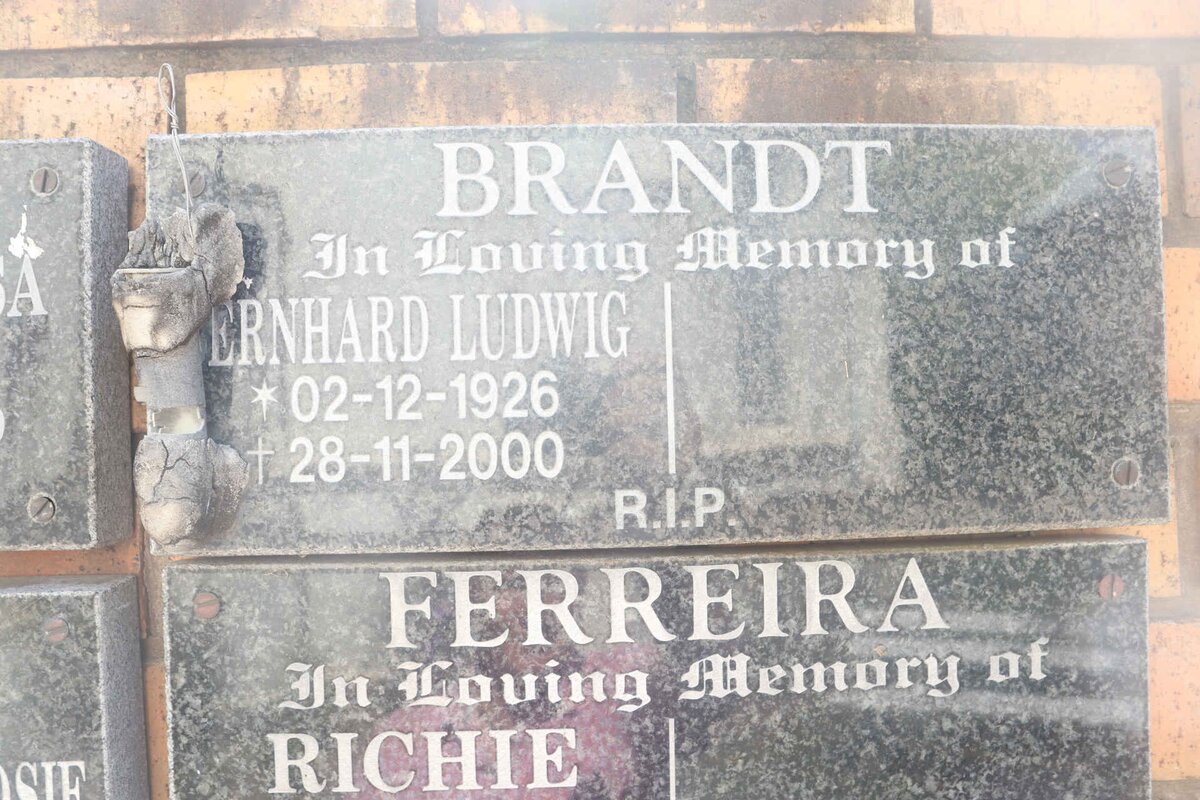 BRANDT
In Loving Memory of
ERNHARD LUDWIG
02-12-1926
† 28-11-2000
R.I.P.
FERREIRA
In Loving Memory of
RICHIE